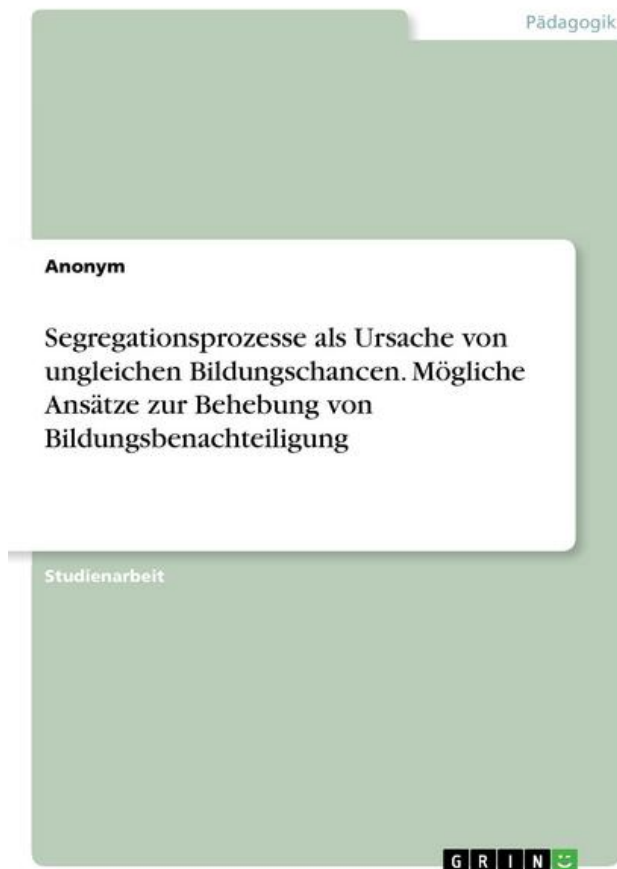 Pädagogik
Anonym
Segregationsprozesse als Ursache von
ungleichen Bildungschancen. Mögliche
Ansätze zur Behebung von
Bildungsbenachteiligung
Studienarbeit
GRIN